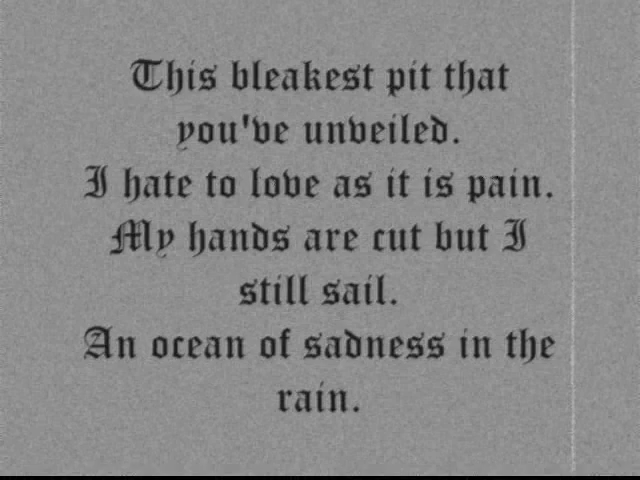 This bleakest pit that
you've unveiled.
I hate to love as it is pain.
My hands are cut but I
still sail.
An ocean of sadness in the
rain.